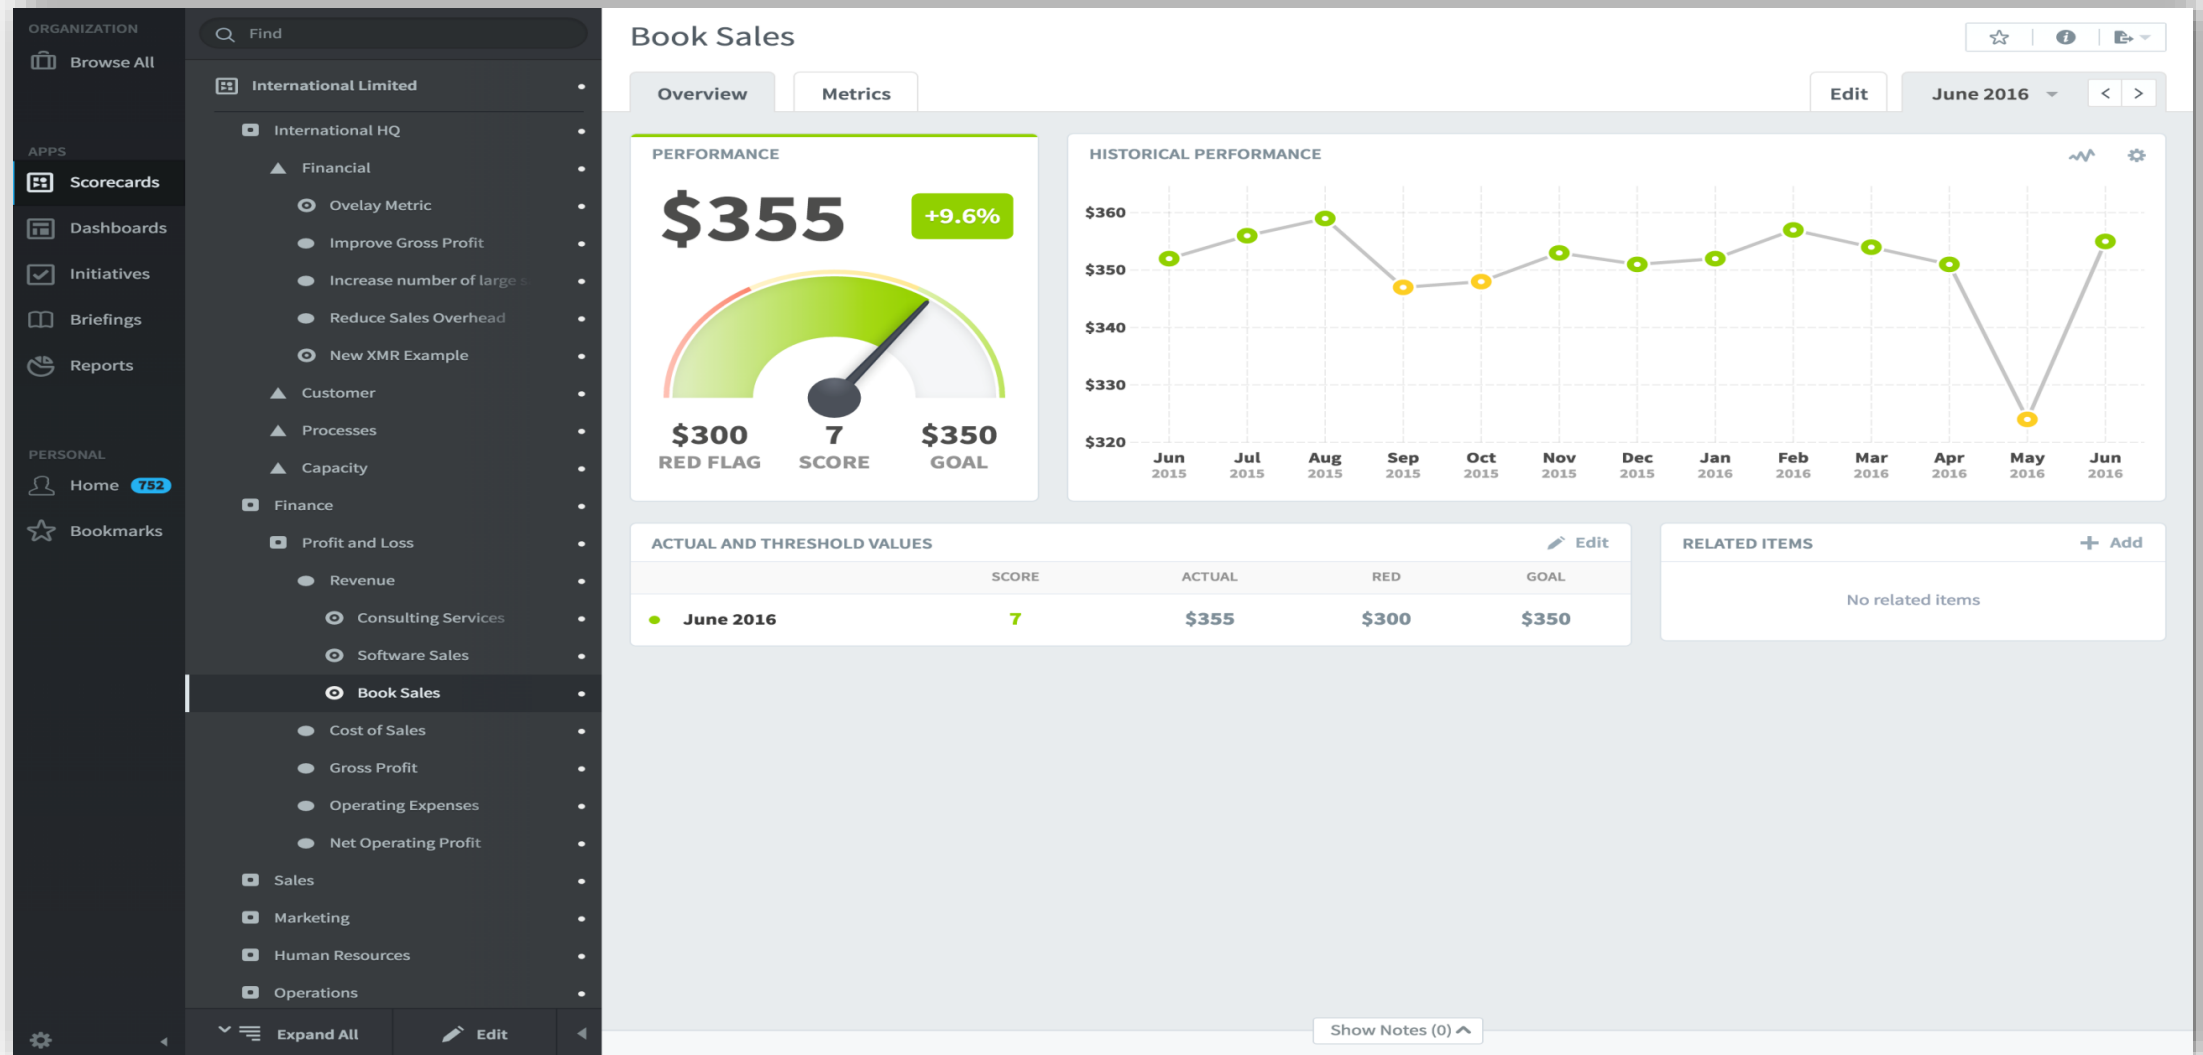 ORGANIZATION
Browse All
APPS
Scorecards
Dashboards
Initiatives
Briefings
Reports
PERSONAL
Home 752
Bookmarks
Find
International Limited
International HQ
Financial
Ovelay Metric
Improve Gross Profit
Increase number of large s
Reduce Sales Overhead
New XMR Example
Customer
Processes
Capacity
Finance
Profit and Loss
Revenue
Consulting Services
Software Sales
Book Sales
Cost of Sales
Gross Profit
Operating Expenses
Net Operating Profit
Sales
Marketing
Human Resources
Operations
Expand All Edit
Book Sales
Overview Metrics Edit June 2016 < >
PERFORMANCE
$355 +9.6%
$300 7 $350
RED FLAG SCORE GOAL
HISTORICAL PERFORMANCE
$360
$350
$340
$330
$320
Jun Jul Aug Sep Oct Nov Dec Jan Feb Mar Apr May Jun
2015 2015 2015 2015 2015 2015 2015 2016 2016 2016 2016 2016 2016
ACTUAL AND THRESHOLD VALUES Edit
SCORE ACTUAL RED GOAL
June 2016 7 $355 $300 $350
RELATED ITEMS Add
No related items
Show Notes (0)